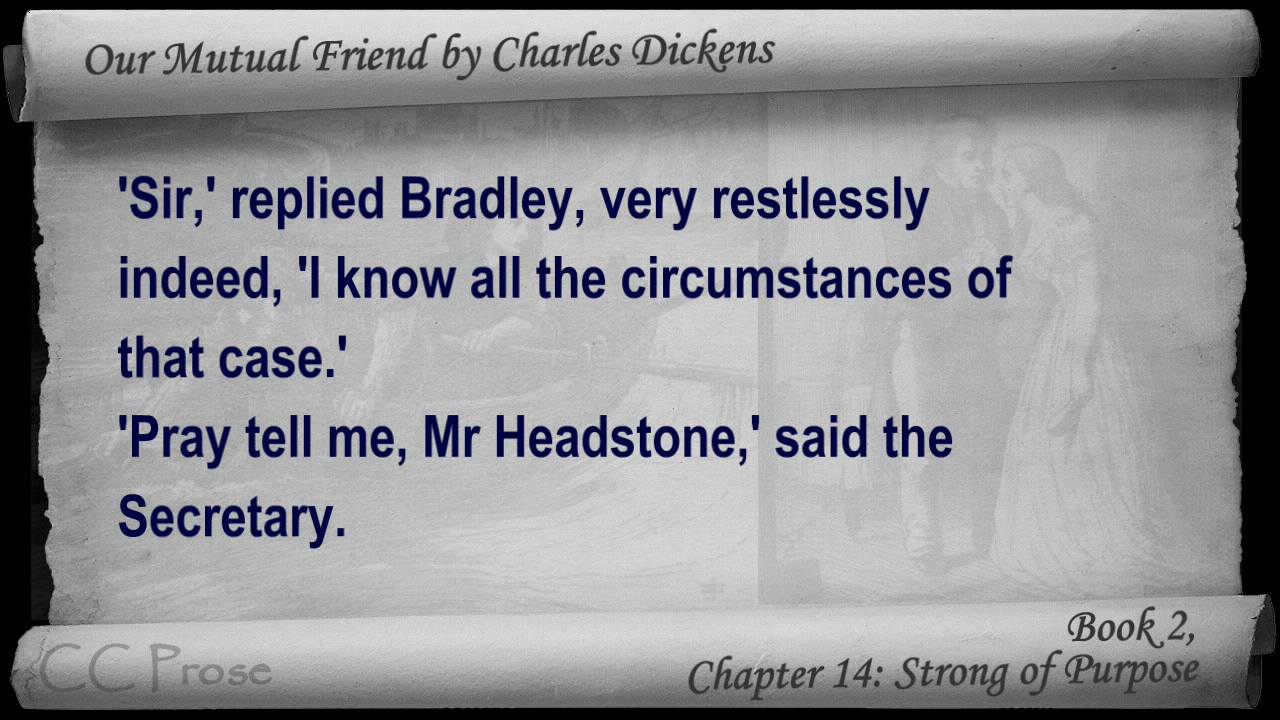 Our Mutual Friend by Charles Dickens
'Sir,' replied Bradley, very restlessly
indeed, 'I know all the circumstances of
that case.'
'Pray tell me, Mr Headstone,' said the
Secretary.
Book 2,
CC Prose
Chapter 14: Strong of Purpose